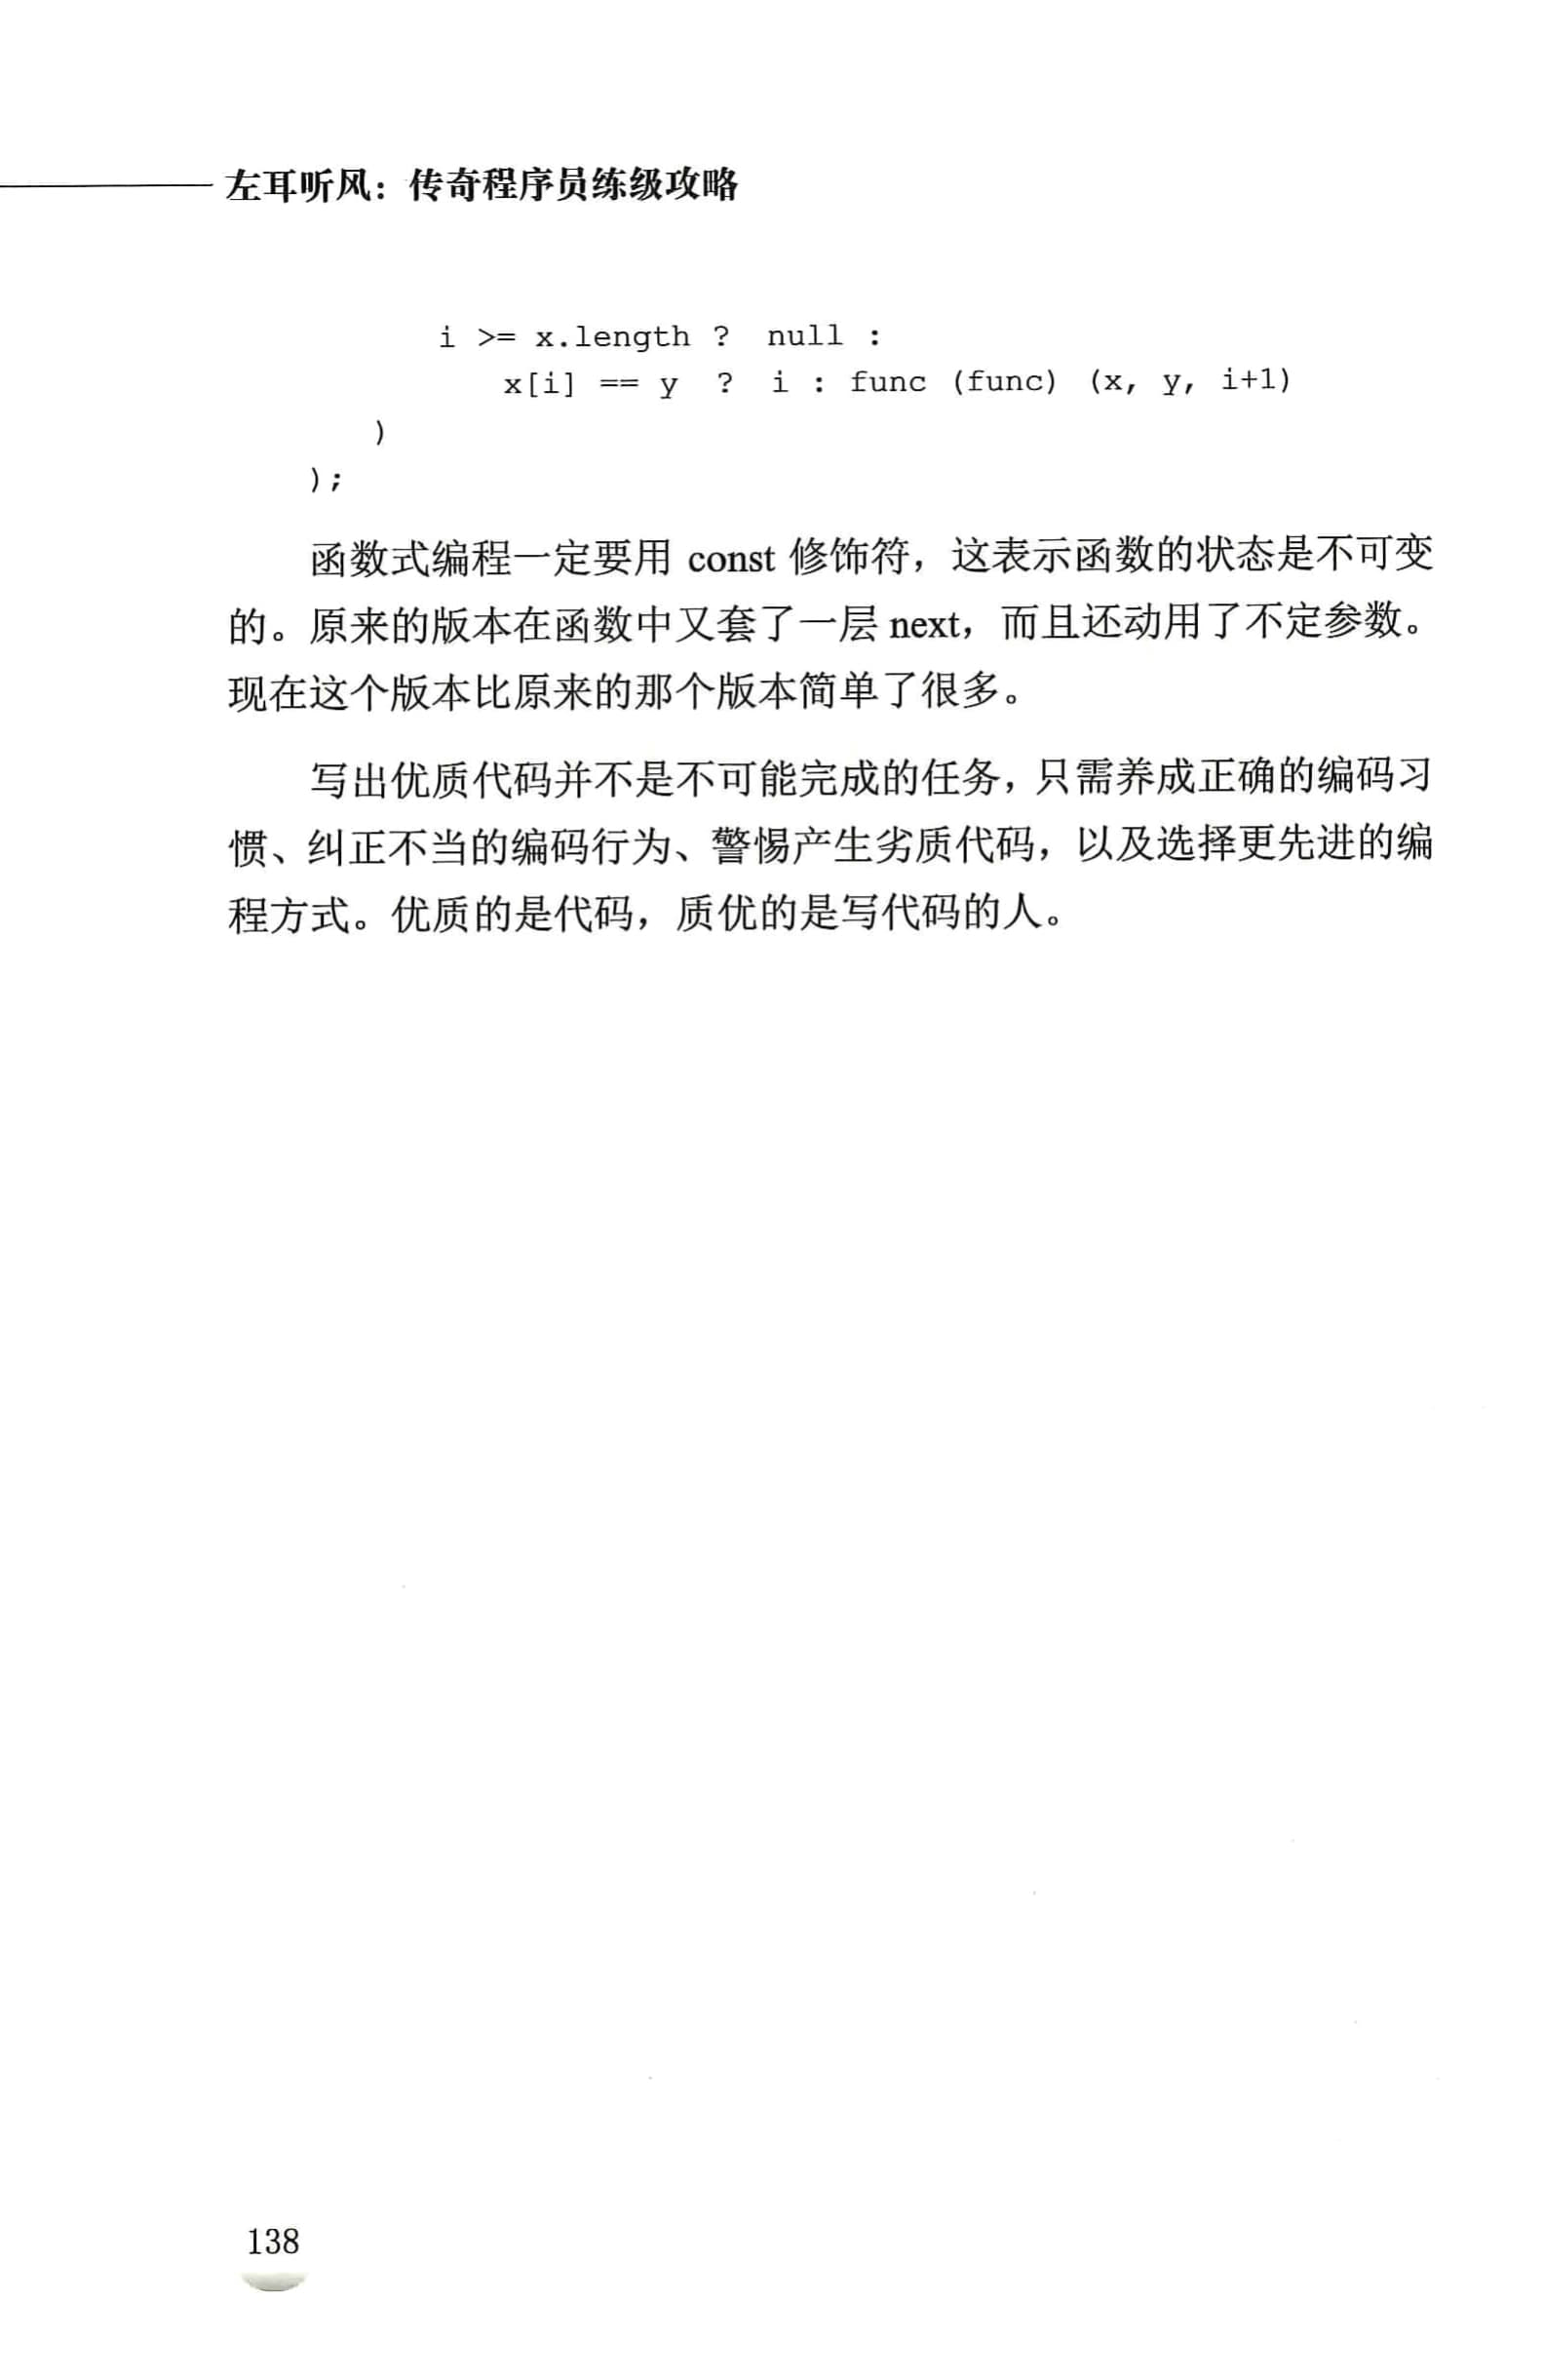 左耳听风：传奇程序员练级攻略
i >= x.length ? null :
x[i] == y ? i : func (func) (x, y, i+1)
)
);
函数式编程一定要用 const 修饰符，这表示函数的状态是不可变
的。原来的版本在函数中又套了一层 next，而且还动用了不定参数。
现在这个版本比原来的那个版本简单了很多。
写出优质代码并不是不可能完成的任务，只需养成正确的编码习
惯、纠正不当的编码行为、警惕产生劣质代码，以及选择更先进的编
程方式。优质的是代码，质优的是写代码的人。
138